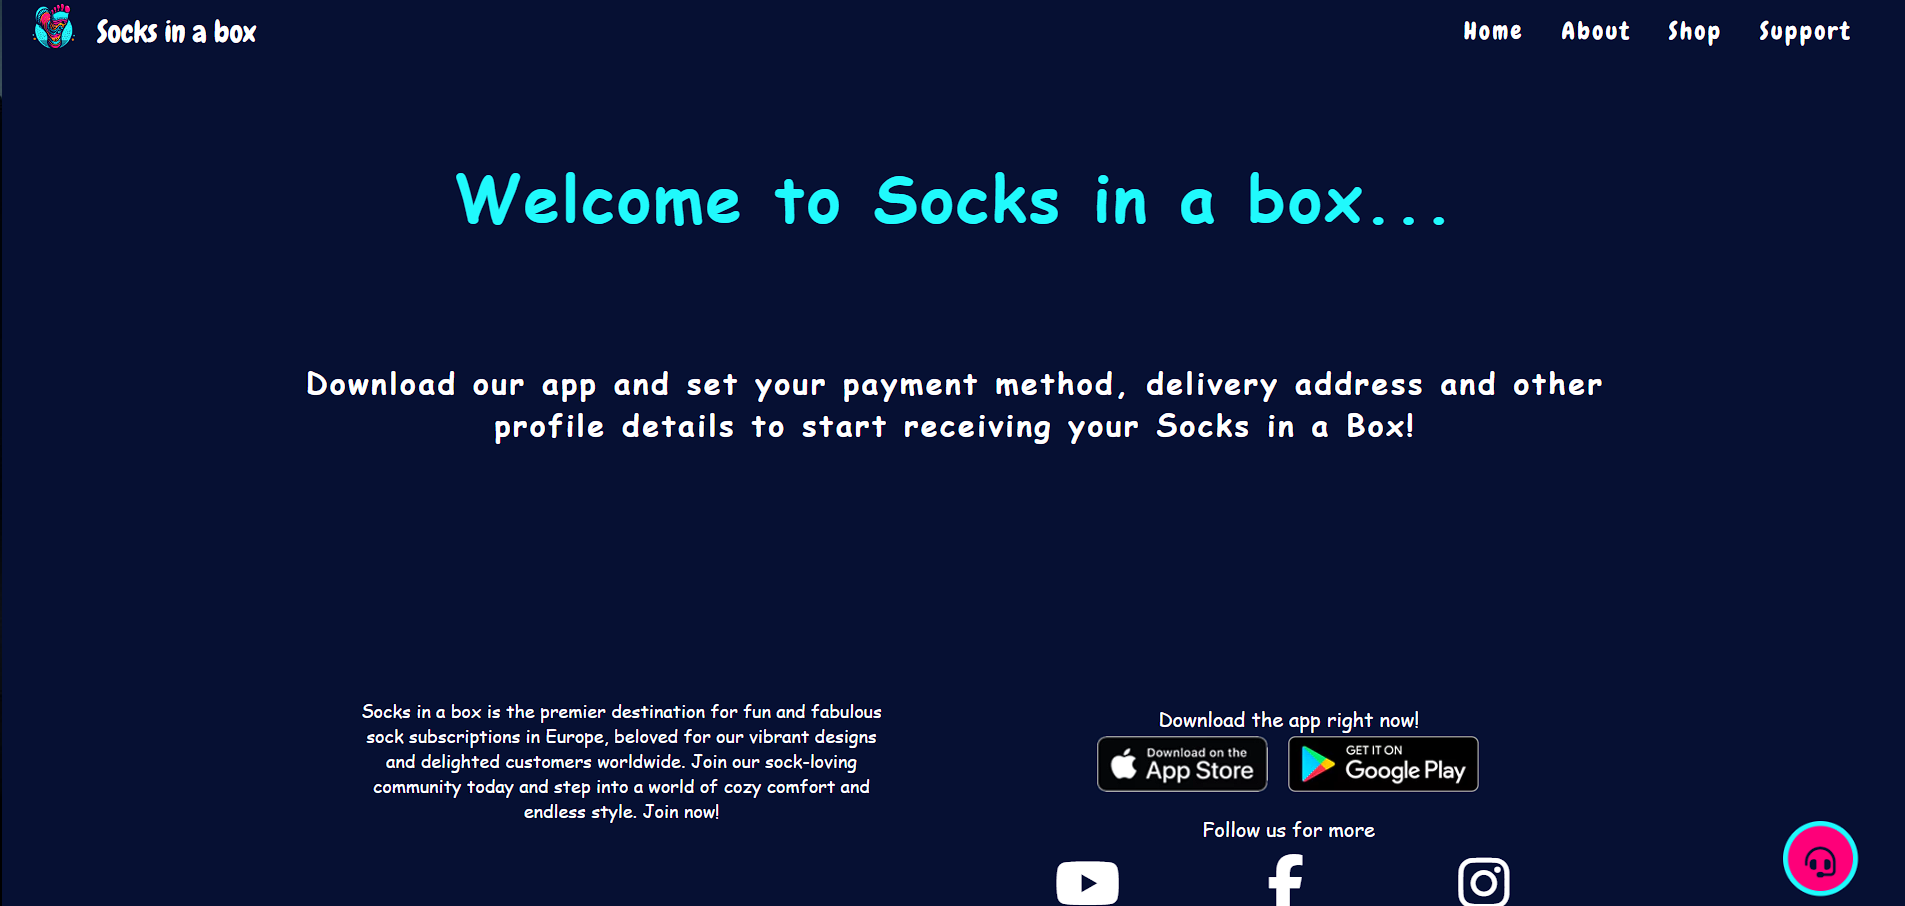 Socks in a box
Home About Shop Support
Welcome to Socks in a box...
Download our app and set your payment method, delivery address and other
profile details to start receiving your Socks in a Box!
Socks in a box is the premier destination for fun and fabulous
sock subscriptions in Europe, beloved for our vibrant designs
and delighted customers worldwide. Join our sock-loving
community today and step into a world of cozy comfort and
endless style. Join now!
Download the app right now!
Download on the
App Store
GET IT ON
Google Play
Follow us for more